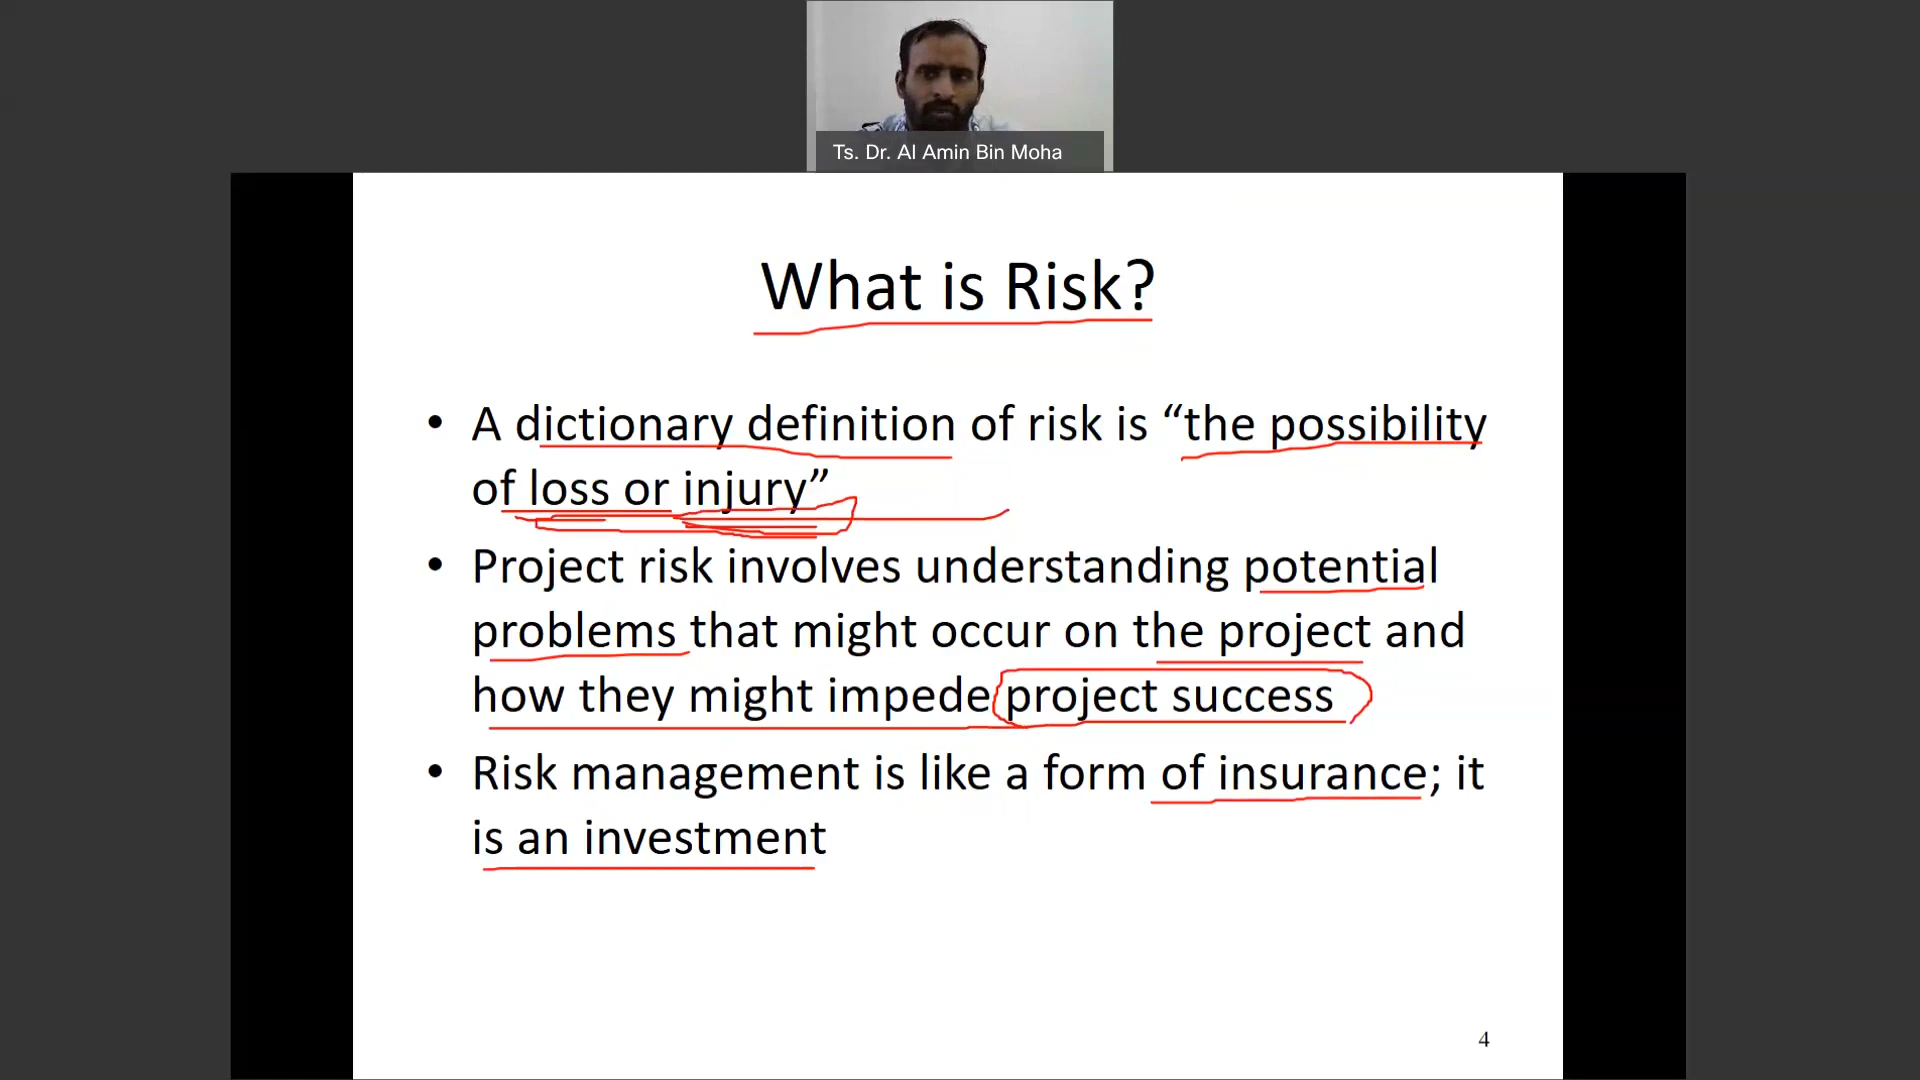 Ts. Dr. Al Amin Bin Moha
What is Risk?
• A dictionary definition of risk is “the possibility
of loss or injury”
• Project risk involves understanding potential
problems that might occur on the project and
how they might impede project success
• Risk management is like a form of insurance; it
is an investment
4